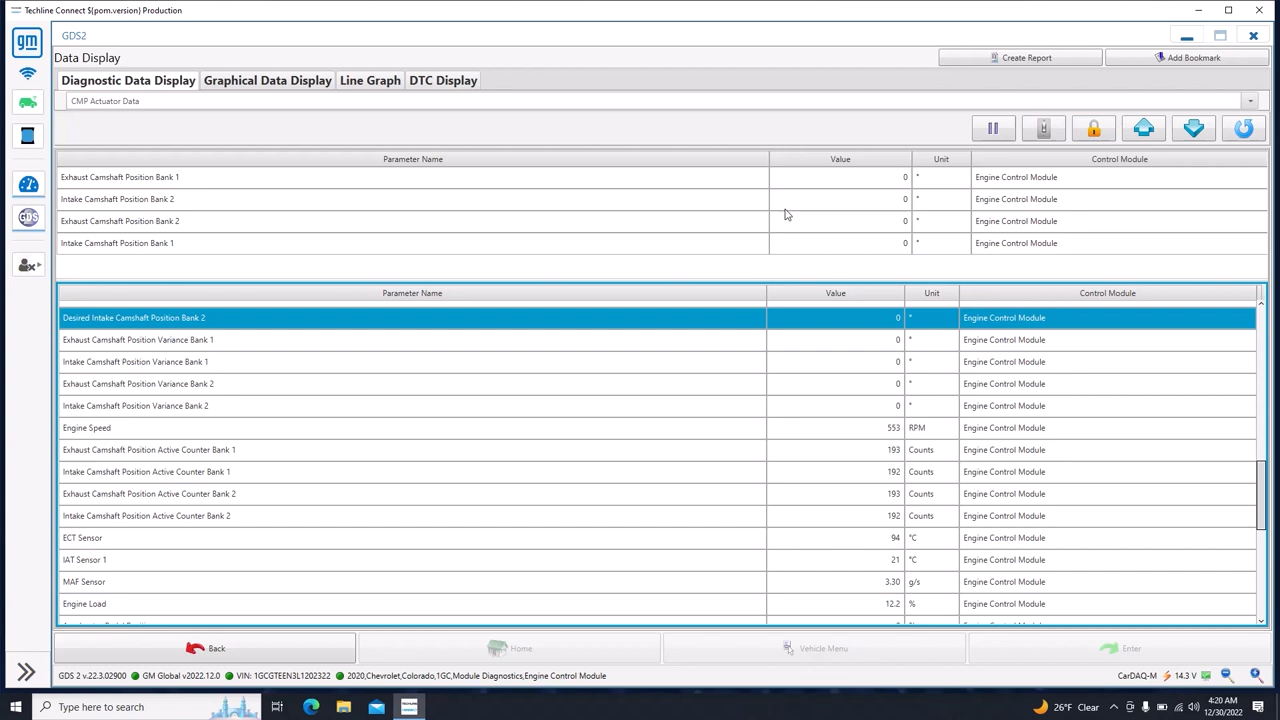 Techline Connect $(pom.version) Production
gm
GDS2
Data Display
Create Report
Add Bookmark
Diagnostic Data Display
Graphical Data Display
Line Graph
DTC Display
CMP Actuator Data
GDS
Parameter Name Value Unit Control Module
Exhaust Camshaft Position Bank 1 0 ° Engine Control Module
Intake Camshaft Position Bank 2 0 ° Engine Control Module
Exhaust Camshaft Position Bank 2 0 ° Engine Control Module
Intake Camshaft Position Bank 1 0 ° Engine Control Module
Parameter Name Value Unit Control Module
Desired Intake Camshaft Position Bank 2 0 ° Engine Control Module
Exhaust Camshaft Position Variance Bank 1 0 ° Engine Control Module
Intake Camshaft Position Variance Bank 1 0 ° Engine Control Module
Exhaust Camshaft Position Variance Bank 2 0 ° Engine Control Module
Intake Camshaft Position Variance Bank 2 0 ° Engine Control Module
Engine Speed 553 RPM Engine Control Module
Exhaust Camshaft Position Active Counter Bank 1 193 Counts Engine Control Module
Intake Camshaft Position Active Counter Bank 1 192 Counts Engine Control Module
Exhaust Camshaft Position Active Counter Bank 2 193 Counts Engine Control Module
Intake Camshaft Position Active Counter Bank 2 192 Counts Engine Control Module
ECT Sensor 94 °C Engine Control Module
IAT Sensor 1 21 °C Engine Control Module
MAF Sensor 3.30 g/s Engine Control Module
Engine Load 12.2 % Engine Control Module
Back
Home
Vehicle Menu
Enter
GDS 2 v.22.3.02900 GM Global v2022.12.0 VIN: 1GCGTEEN3L1202322 2020,Chevrolet,Colorado,1GC,Module Diagnostics,Engine Control Module CarDAQ-M 14.3 V
Type here to search
26°F Clear
4:20 AM
12/30/2022